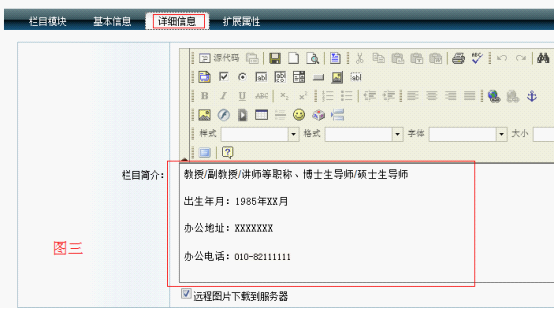 栏目模块 基本信息 详细信息 扩展属性
源代码
B I U ABC ×₂ ×²
样式 格式 字体 大小
栏目简介:
教授/副教授/讲师等职称、博士生导师/硕士生导师
出生年月：1985年XX月
办公地址：XXXXXXX
办公电话：010-82111111
图三
远程图片下载到服务器